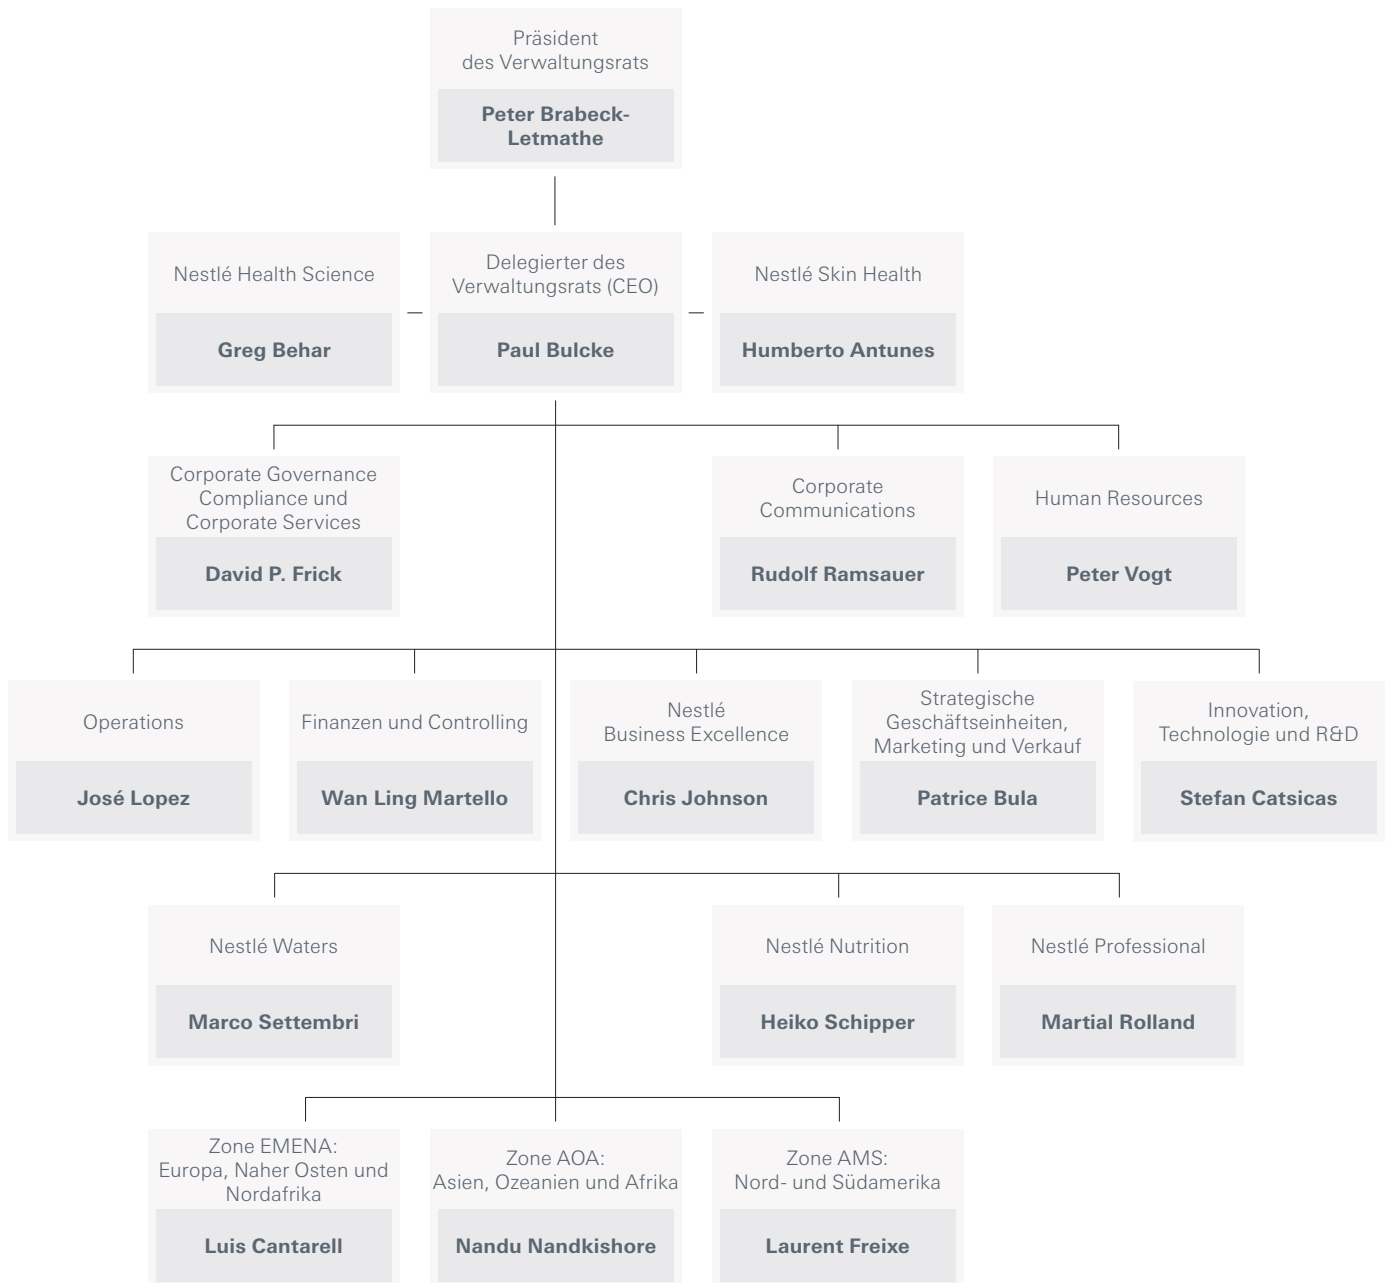 Präsident
des Verwaltungsrats
Peter Brabeck-
Letmathe
Nestlé Health Science
Greg Behar
Delegierter des
Verwaltungsrats (CEO)
Paul Bulcke
Nestlé Skin Health
Humberto Antunes
Corporate Governance
Compliance und
Corporate Services
David P. Frick
Corporate
Communications
Rudolf Ramsauer
Human Resources
Peter Vogt
Operations
José Lopez
Finanzen und Controlling
Wan Ling Martello
Nestlé
Business Excellence
Chris Johnson
Strategische
Geschäftseinheiten,
Marketing und Verkauf
Patrice Bula
Innovation,
Technologie und R&D
Stefan Catsicas
Nestlé Waters
Marco Settembri
Nestlé Nutrition
Heiko Schipper
Nestlé Professional
Martial Rolland
Zone EMENA:
Europa, Naher Osten und
Nordafrika
Luis Cantarell
Zone AOA:
Asien, Ozeanien und Afrika
Nandu Nandkishore
Zone AMS:
Nord- und Südamerika
Laurent Freixe